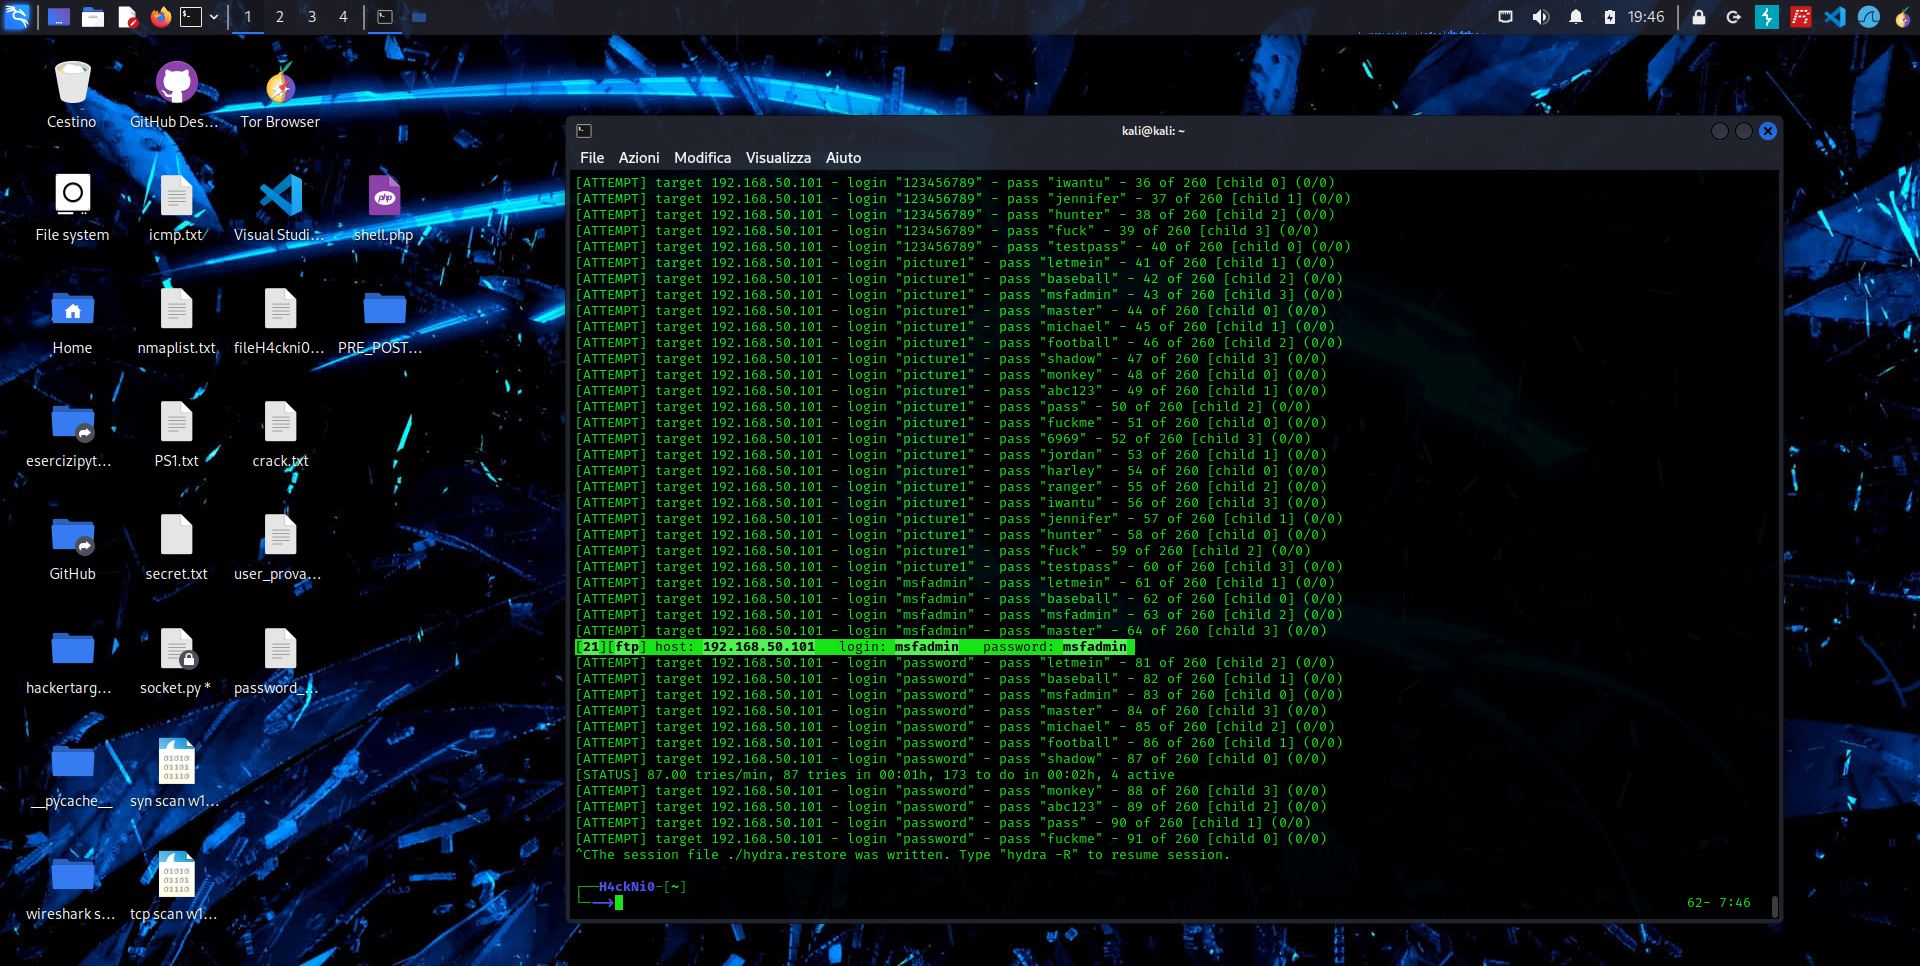 1 2 3 4
19:46
Cestino
GitHub Des...
Tor Browser
File system
icmp.txt
Visual Studi...
shell.php
php
Home
nmaplist.txt
fileH4ckni0...
PRE_POST...
esercizipyt...
PS1.txt
crack.txt
GitHub
secret.txt
user_prova...
hackertarg...
socket.py *
password_...
__pycache__
syn scan w1...
wireshark s...
tcp scan w1...
kali@kali: ~
File Azioni Modifica Visualizza Aiuto
[ATTEMPT] target 192.168.50.101 - login "123456789" - pass "iwantu" - 36 of 260 [child 0] (0/0)
[ATTEMPT] target 192.168.50.101 - login "123456789" - pass "jennifer" - 37 of 260 [child 1] (0/0)
[ATTEMPT] target 192.168.50.101 - login "123456789" - pass "hunter" - 38 of 260 [child 2] (0/0)
[ATTEMPT] target 192.168.50.101 - login "123456789" - pass "fuck" - 39 of 260 [child 3] (0/0)
[ATTEMPT] target 192.168.50.101 - login "123456789" - pass "testpass" - 40 of 260 [child 0] (0/0)
[ATTEMPT] target 192.168.50.101 - login "picture1" - pass "letmein" - 41 of 260 [child 1] (0/0)
[ATTEMPT] target 192.168.50.101 - login "picture1" - pass "baseball" - 42 of 260 [child 2] (0/0)
[ATTEMPT] target 192.168.50.101 - login "picture1" - pass "msfadmin" - 43 of 260 [child 3] (0/0)
[ATTEMPT] target 192.168.50.101 - login "picture1" - pass "master" - 44 of 260 [child 0] (0/0)
[ATTEMPT] target 192.168.50.101 - login "picture1" - pass "michael" - 45 of 260 [child 1] (0/0)
[ATTEMPT] target 192.168.50.101 - login "picture1" - pass "football" - 46 of 260 [child 2] (0/0)
[ATTEMPT] target 192.168.50.101 - login "picture1" - pass "shadow" - 47 of 260 [child 3] (0/0)
[ATTEMPT] target 192.168.50.101 - login "picture1" - pass "monkey" - 48 of 260 [child 0] (0/0)
[ATTEMPT] target 192.168.50.101 - login "picture1" - pass "abc123" - 49 of 260 [child 1] (0/0)
[ATTEMPT] target 192.168.50.101 - login "picture1" - pass "pass" - 50 of 260 [child 2] (0/0)
[ATTEMPT] target 192.168.50.101 - login "picture1" - pass "fuckme" - 51 of 260 [child 0] (0/0)
[ATTEMPT] target 192.168.50.101 - login "picture1" - pass "6969" - 52 of 260 [child 3] (0/0)
[ATTEMPT] target 192.168.50.101 - login "picture1" - pass "jordan" - 53 of 260 [child 1] (0/0)
[ATTEMPT] target 192.168.50.101 - login "picture1" - pass "harley" - 54 of 260 [child 0] (0/0)
[ATTEMPT] target 192.168.50.101 - login "picture1" - pass "ranger" - 55 of 260 [child 2] (0/0)
[ATTEMPT] target 192.168.50.101 - login "picture1" - pass "iwantu" - 56 of 260 [child 3] (0/0)
[ATTEMPT] target 192.168.50.101 - login "picture1" - pass "jennifer" - 57 of 260 [child 1] (0/0)
[ATTEMPT] target 192.168.50.101 - login "picture1" - pass "hunter" - 58 of 260 [child 0] (0/0)
[ATTEMPT] target 192.168.50.101 - login "picture1" - pass "fuck" - 59 of 260 [child 2] (0/0)
[ATTEMPT] target 192.168.50.101 - login "picture1" - pass "testpass" - 60 of 260 [child 3] (0/0)
[ATTEMPT] target 192.168.50.101 - login "msfadmin" - pass "letmein" - 61 of 260 [child 1] (0/0)
[ATTEMPT] target 192.168.50.101 - login "msfadmin" - pass "baseball" - 62 of 260 [child 0] (0/0)
[ATTEMPT] target 192.168.50.101 - login "msfadmin" - pass "msfadmin" - 63 of 260 [child 2] (0/0)
[ATTEMPT] target 192.168.50.101 - login "msfadmin" - pass "master" - 64 of 260 [child 3] (0/0)
[21][ftp] host: 192.168.50.101 login: msfadmin password: msfadmin
[ATTEMPT] target 192.168.50.101 - login "password" - pass "letmein" - 81 of 260 [child 2] (0/0)
[ATTEMPT] target 192.168.50.101 - login "password" - pass "baseball" - 82 of 260 [child 1] (0/0)
[ATTEMPT] target 192.168.50.101 - login "password" - pass "msfadmin" - 83 of 260 [child 0] (0/0)
[ATTEMPT] target 192.168.50.101 - login "password" - pass "master" - 84 of 260 [child 3] (0/0)
[ATTEMPT] target 192.168.50.101 - login "password" - pass "michael" - 85 of 260 [child 2] (0/0)
[ATTEMPT] target 192.168.50.101 - login "password" - pass "football" - 86 of 260 [child 1] (0/0)
[ATTEMPT] target 192.168.50.101 - login "password" - pass "shadow" - 87 of 260 [child 0] (0/0)
[STATUS] 87.00 tries/min, 87 tries in 00:01h, 173 to do in 00:02h, 4 active
[ATTEMPT] target 192.168.50.101 - login "password" - pass "monkey" - 88 of 260 [child 3] (0/0)
[ATTEMPT] target 192.168.50.101 - login "password" - pass "abc123" - 89 of 260 [child 2] (0/0)
[ATTEMPT] target 192.168.50.101 - login "password" - pass "pass" - 90 of 260 [child 1] (0/0)
[ATTEMPT] target 192.168.50.101 - login "password" - pass "fuckme" - 91 of 260 [child 0] (0/0)
^CThe session file ./hydra.restore was written. Type "hydra -R" to resume session.
┌──H4ckNi0-[~]
└──→
62- 7:46